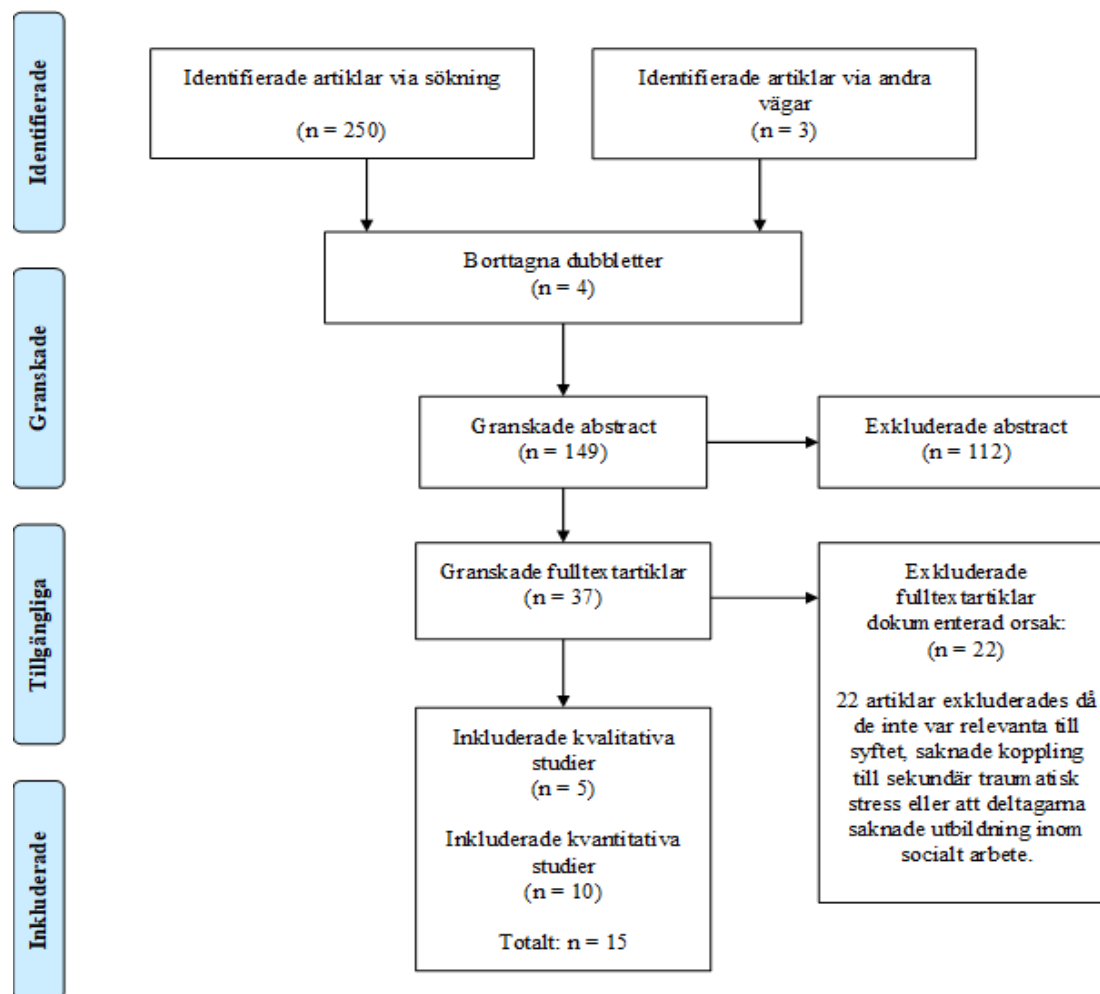 Identifierade
Identifierade artiklar via sökning
(n = 250)
Identifierade artiklar via andra
vägar
(n = 3)
Borttagna dubbletter
(n = 4)
Granskade
Granskade abstract
(n = 149)
Exkluderade abstract
(n = 112)
Tillgängliga
Granskade fulltextartiklar
(n = 37)
Exkluderade
fulltextartiklar
dokumenterad orsak:
(n = 22)
22 artiklar exkluderades då
de inte var relevanta till
syftet, saknade koppling
till sekundär traumatisk
stress eller att deltagarna
saknade utbildning inom
socialt arbete.
Inkluderade
Inkluderade kvalitativa
studier
(n = 5)
Inkluderade kvantitativa
studier
(n = 10)
Totalt: n = 15